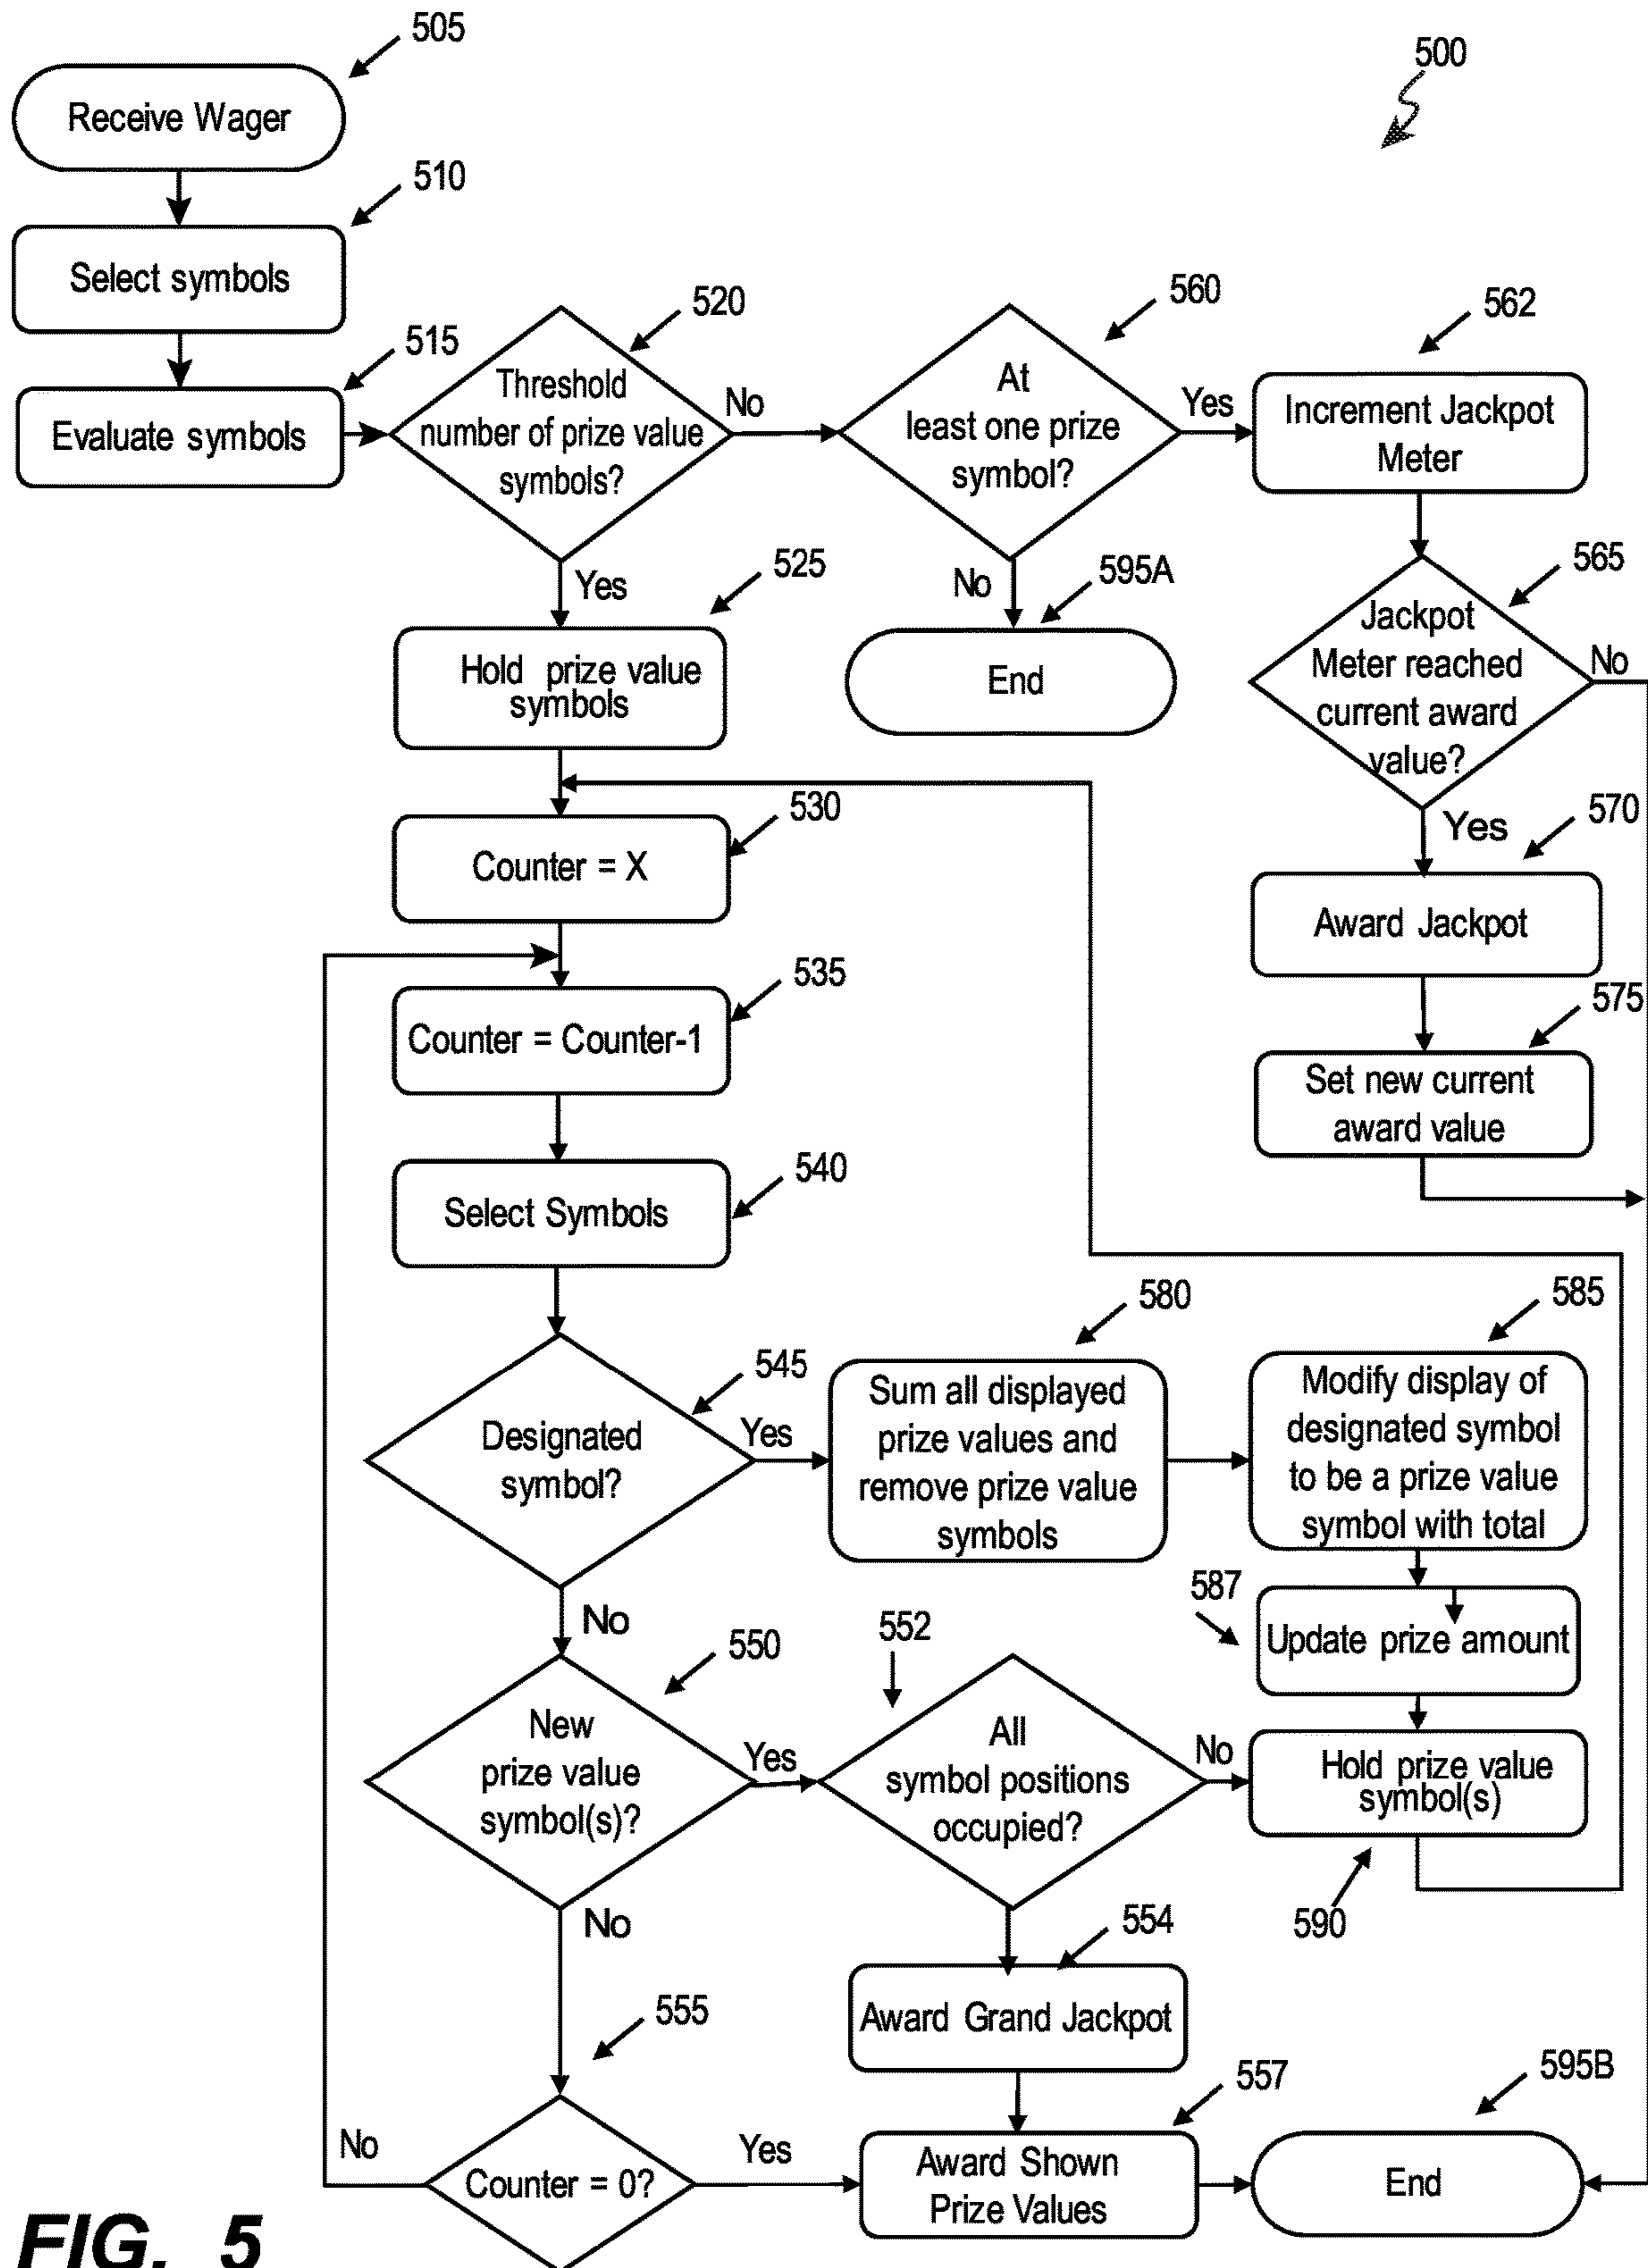 505
500
Receive Wager
510
Select symbols
515
Evaluate symbols
520
Threshold
number of prize value
symbols?
No
Yes
560
At
least one prize
symbol?
Yes
No
562
Increment Jackpot
Meter
595A
End
565
Jackpot
Meter reached
current award
value?
No
Yes
525
Hold prize value
symbols
530
Counter = X
570
Award Jackpot
535
Counter = Counter-1
575
Set new current
award value
540
Select Symbols
545
Designated
symbol?
Yes
No
580
Sum all displayed
prize values and
remove prize value
symbols
585
Modify display of
designated symbol
to be a prize value
symbol with total
587
Update prize amount
550
New
prize value
symbol(s)?
Yes
No
552
All
symbol positions
occupied?
No
Hold prize value
symbol(s)
590
554
Award Grand Jackpot
555
Counter = 0?
No
Yes
557
Award Shown
Prize Values
595B
End
FIG. 5